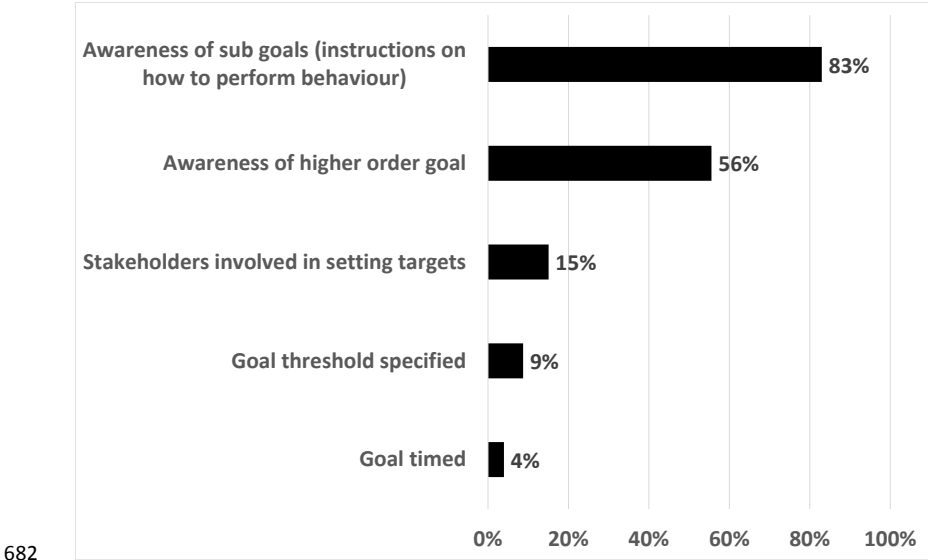 Awareness of sub goals (instructions on
how to perform behaviour)
83%
Awareness of higher order goal
56%
Stakeholders involved in setting targets
15%
Goal threshold specified
9%
Goal timed
4%
0% 20% 40% 60% 80% 100%
682